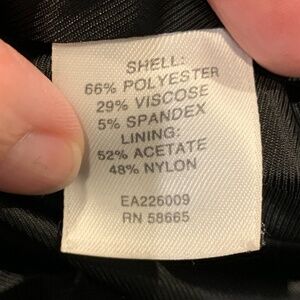 SHELL:
66% POLYESTER
29% VISCOSE
5% SPANDEX
LINING:
52% ACETATE
48% NYLON
EA226009
RN 58665